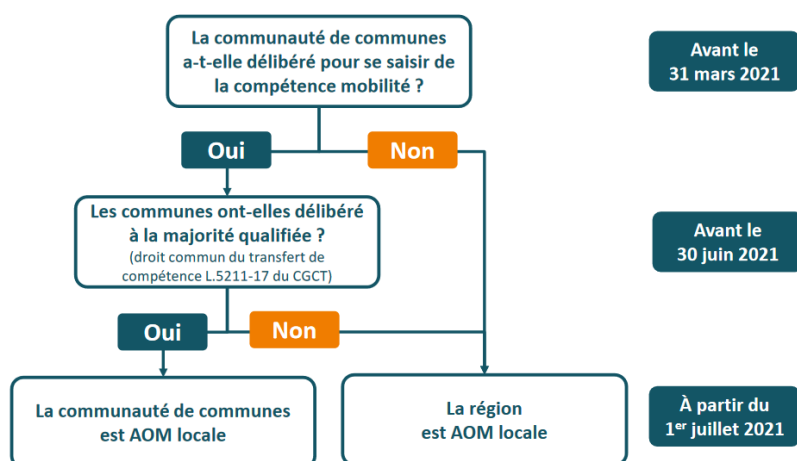 La communauté de communes
a-t-elle délibéré pour se saisir de
la compétence mobilité ?
Avant le
31 mars 2021
Oui
Non
Les communes ont-elles délibéré
à la majorité qualifiée ?
(droit commun du transfert de
compétence L.5211-17 du CGCT)
Avant le
30 juin 2021
Oui
Non
La communauté de communes
est AOM locale
La région
est AOM locale
À partir du
1er juillet 2021